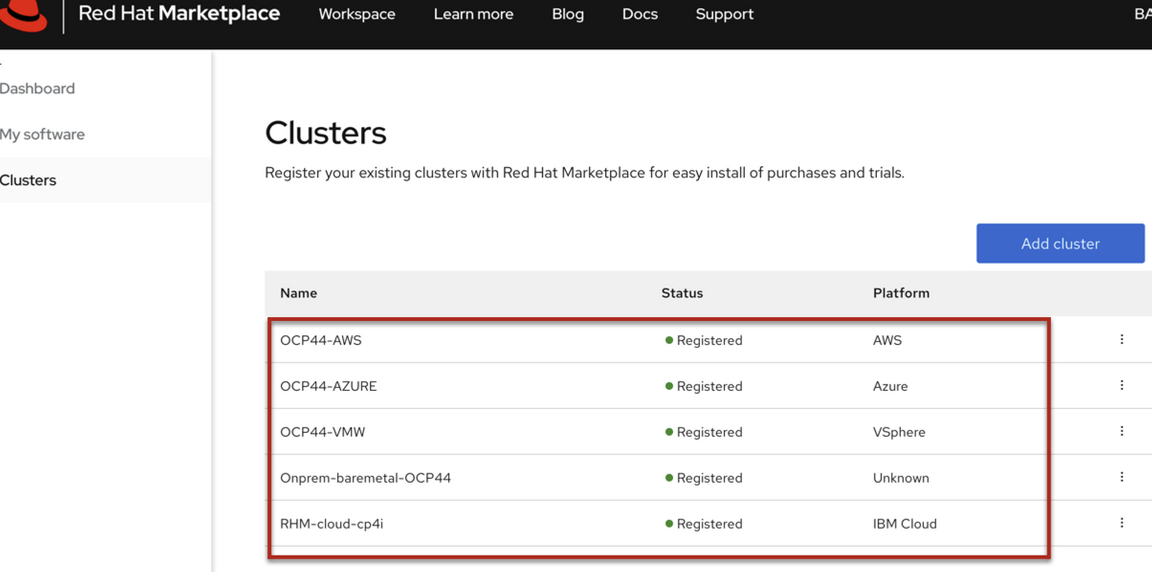 Red Hat Marketplace Workspace Learn more Blog Docs Support BA
Dashboard
My software
Clusters
Clusters
Register your existing clusters with Red Hat Marketplace for easy install of purchases and trials.
Add cluster
Name Status Platform
OCP44-AWS Registered AWS
OCP44-AZURE Registered Azure
OCP44-VMW Registered VSphere
Onprem-baremetal-OCP44 Registered Unknown
RHM-cloud-cp4i Registered IBM Cloud